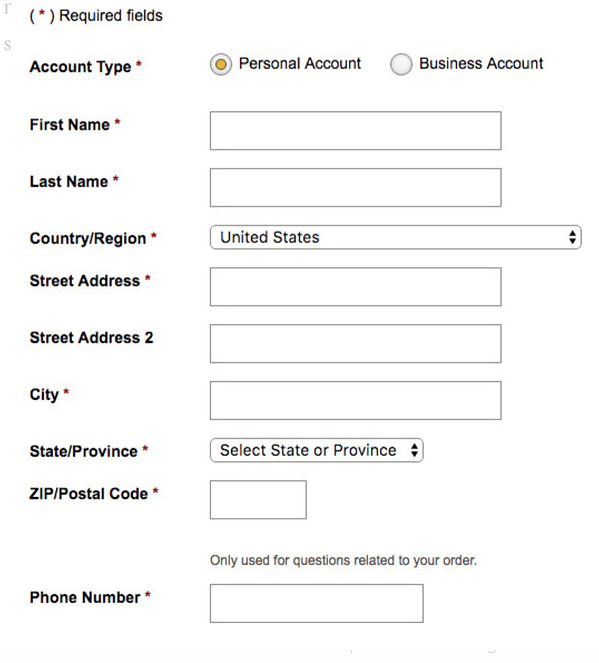 r
( * ) Required fields
s
Account Type * Personal Account Business Account
First Name *
Last Name *
Country/Region * United States
Street Address *
Street Address 2
City *
State/Province * Select State or Province
ZIP/Postal Code *
Only used for questions related to your order.
Phone Number *